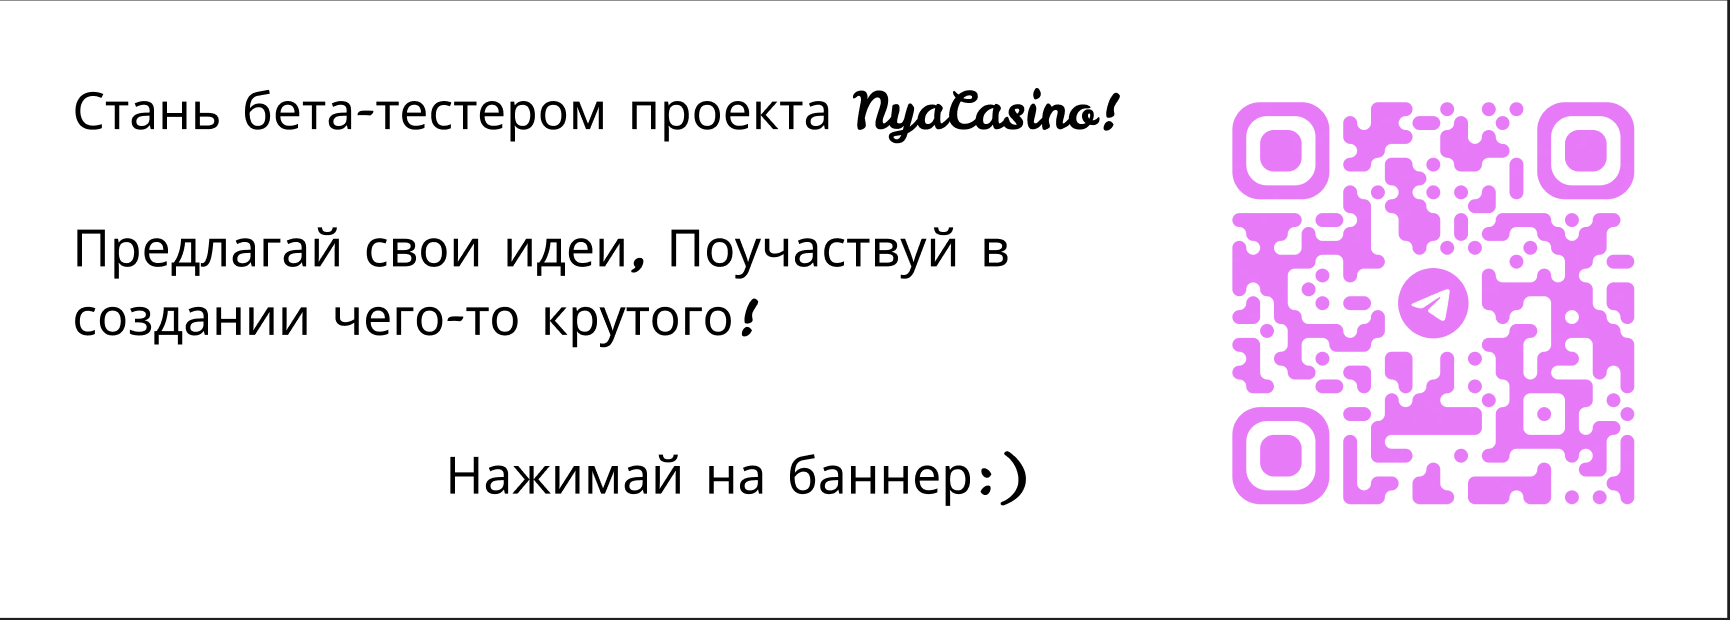 Стань бета-тестером проекта NyaCasino!
Предлагай свои идеи, Поучаствуй в
создании чего-то крутого!
Нажимай на баннер:)